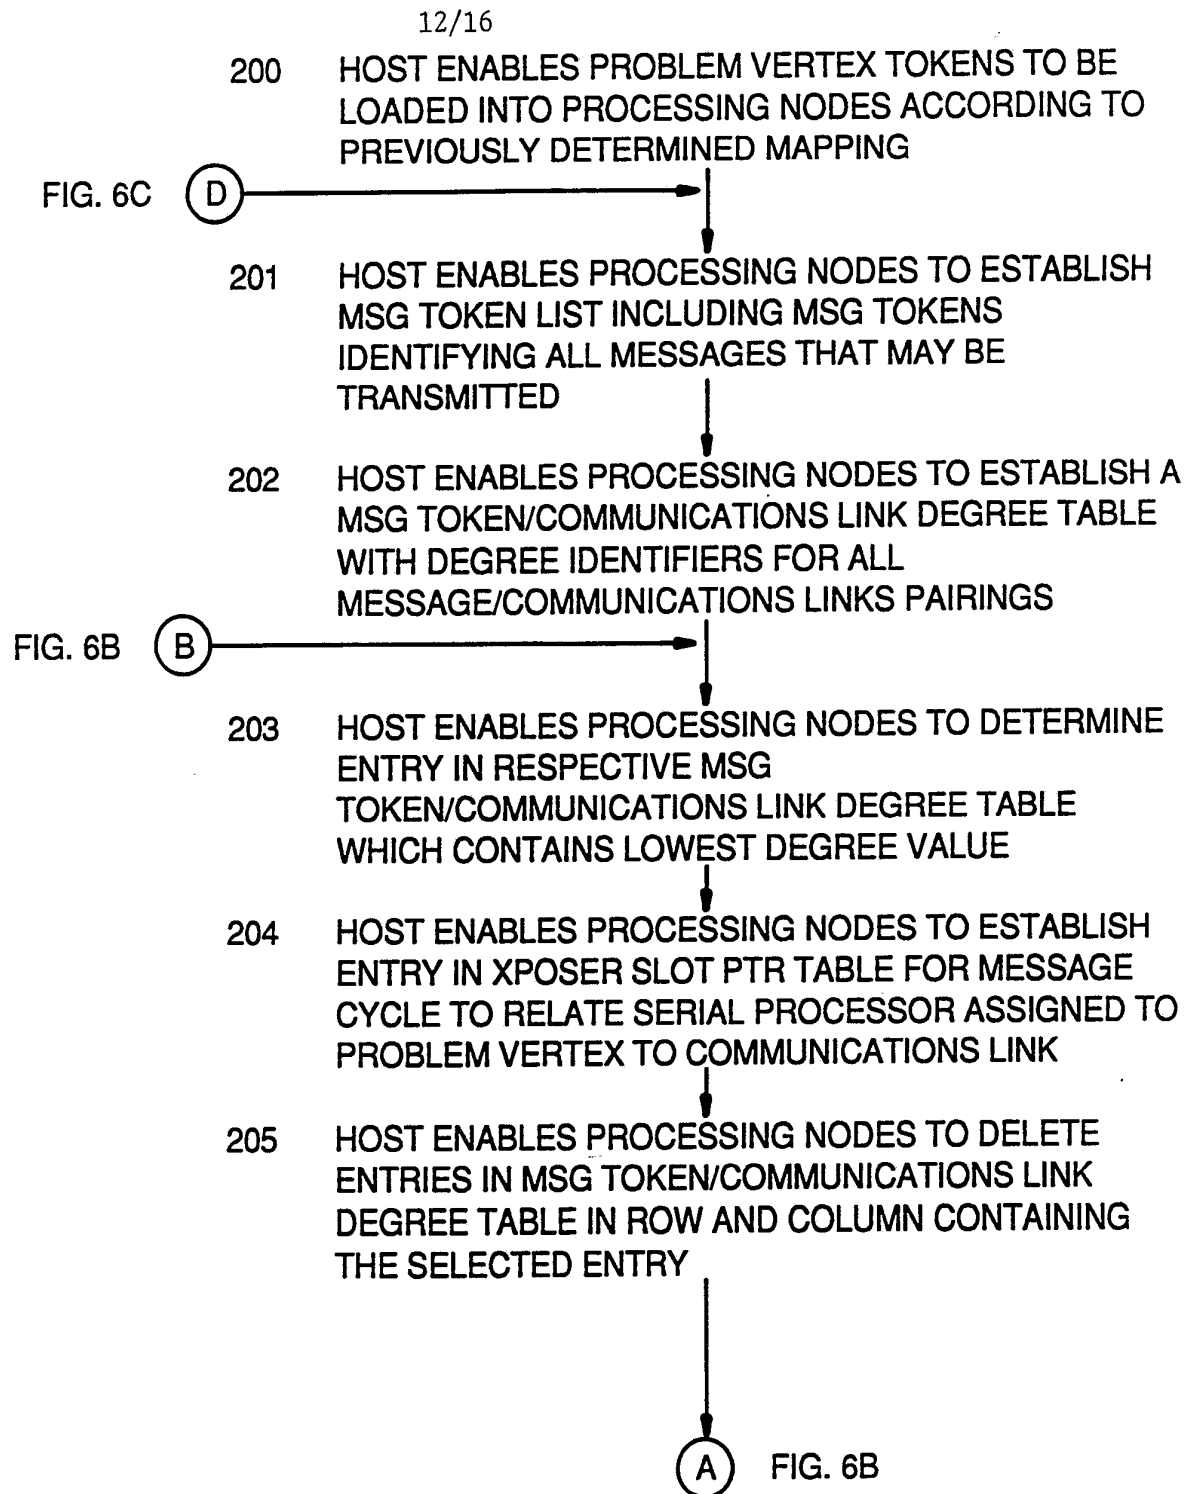 12/16
200 HOST ENABLES PROBLEM VERTEX TOKENS TO BE
LOADED INTO PROCESSING NODES ACCORDING TO
PREVIOUSLY DETERMINED MAPPING
FIG. 6C D
201 HOST ENABLES PROCESSING NODES TO ESTABLISH
MSG TOKEN LIST INCLUDING MSG TOKENS
IDENTIFYING ALL MESSAGES THAT MAY BE
TRANSMITTED
202 HOST ENABLES PROCESSING NODES TO ESTABLISH A
MSG TOKEN/COMMUNICATIONS LINK DEGREE TABLE
WITH DEGREE IDENTIFIERS FOR ALL
MESSAGE/COMMUNICATIONS LINKS PAIRINGS
FIG. 6B B
203 HOST ENABLES PROCESSING NODES TO DETERMINE
ENTRY IN RESPECTIVE MSG
TOKEN/COMMUNICATIONS LINK DEGREE TABLE
WHICH CONTAINS LOWEST DEGREE VALUE
204 HOST ENABLES PROCESSING NODES TO ESTABLISH
ENTRY IN XPOSER SLOT PTR TABLE FOR MESSAGE
CYCLE TO RELATE SERIAL PROCESSOR ASSIGNED TO
PROBLEM VERTEX TO COMMUNICATIONS LINK
205 HOST ENABLES PROCESSING NODES TO DELETE
ENTRIES IN MSG TOKEN/COMMUNICATIONS LINK
DEGREE TABLE IN ROW AND COLUMN CONTAINING
THE SELECTED ENTRY
A FIG. 6B